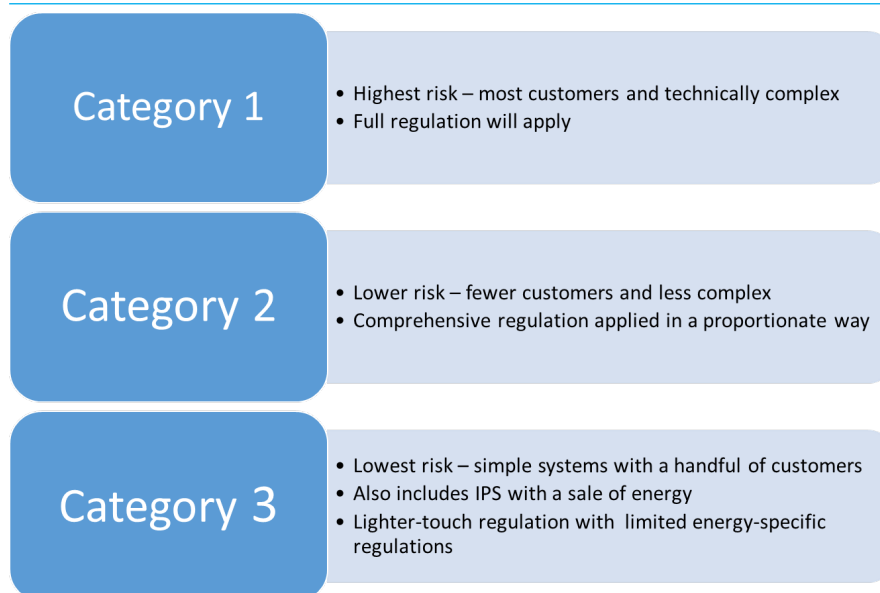 Category 1
• Highest risk – most customers and technically complex
• Full regulation will apply
Category 2
• Lower risk – fewer customers and less complex
• Comprehensive regulation applied in a proportionate way
Category 3
• Lowest risk – simple systems with a handful of customers
• Also includes IPS with a sale of energy
• Lighter-touch regulation with limited energy-specific
regulations